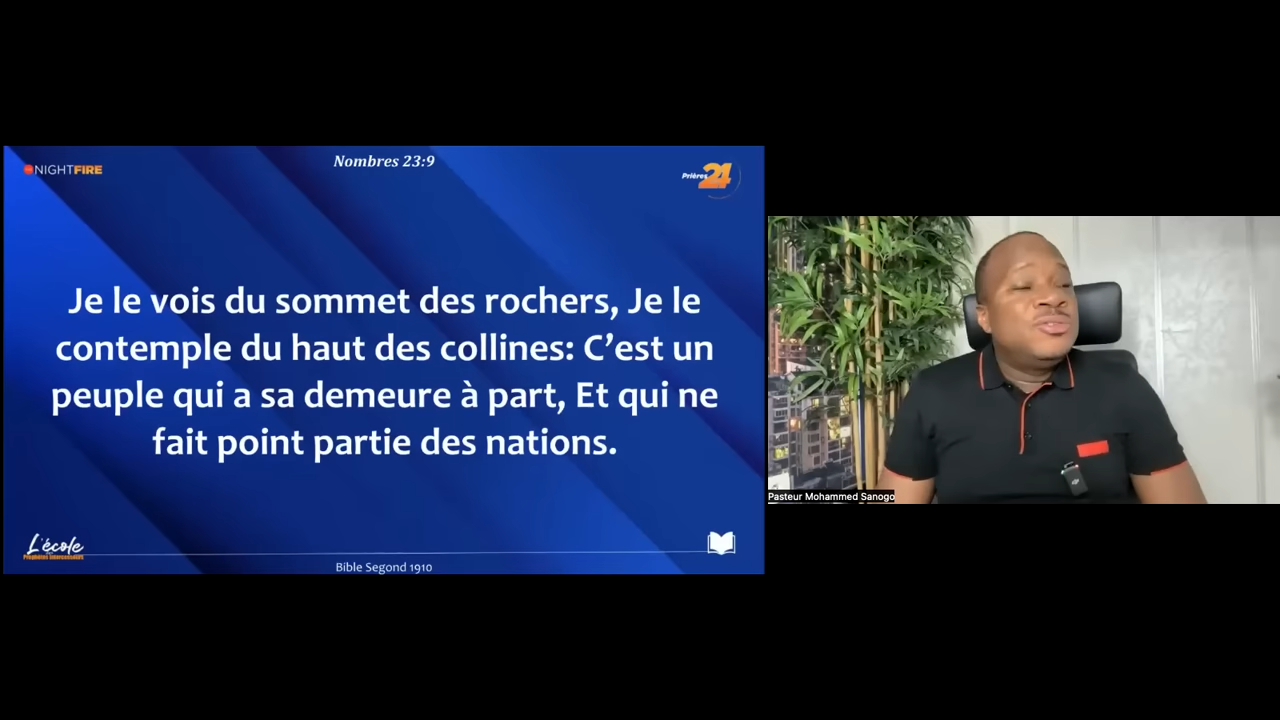 Nombres 23:9
NIGHTFIRE
Prières 24
Je le vois du sommet des rochers, Je le
contemple du haut des collines: C’est un
peuple qui a sa demeure à part, Et qui ne
fait point partie des nations.
L'école
Prophètes Intercesseurs
Bible Segond 1910
Pasteur Mohammed Sanogo